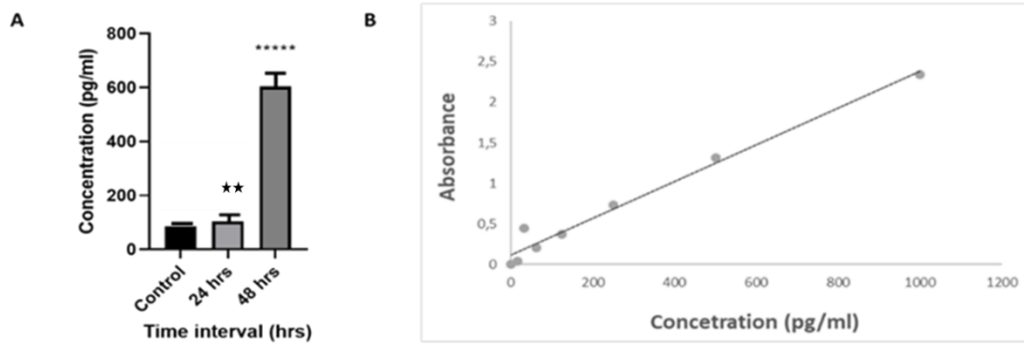 A
Concentration (pg/ml)
800
600
400
200
0
*****
★★
Control
24 hrs
48 hrs
Time interval (hrs)
B
Absorbance
3
2,5
2
1,5
1
0,5
0
0
200
400
600
800
1000
1200
Concetration (pg/ml)